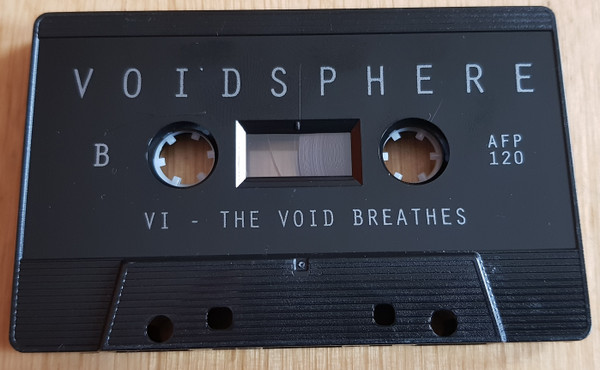 VOIDSPHERE
B
AFP
120
VI - THE VOID BREATHES